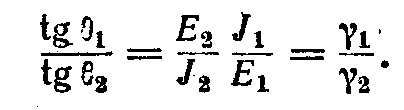 tg θ₁ / tg θ₂ = E₂ / J₂ J₁ / E₁ = γ₁ / γ₂.